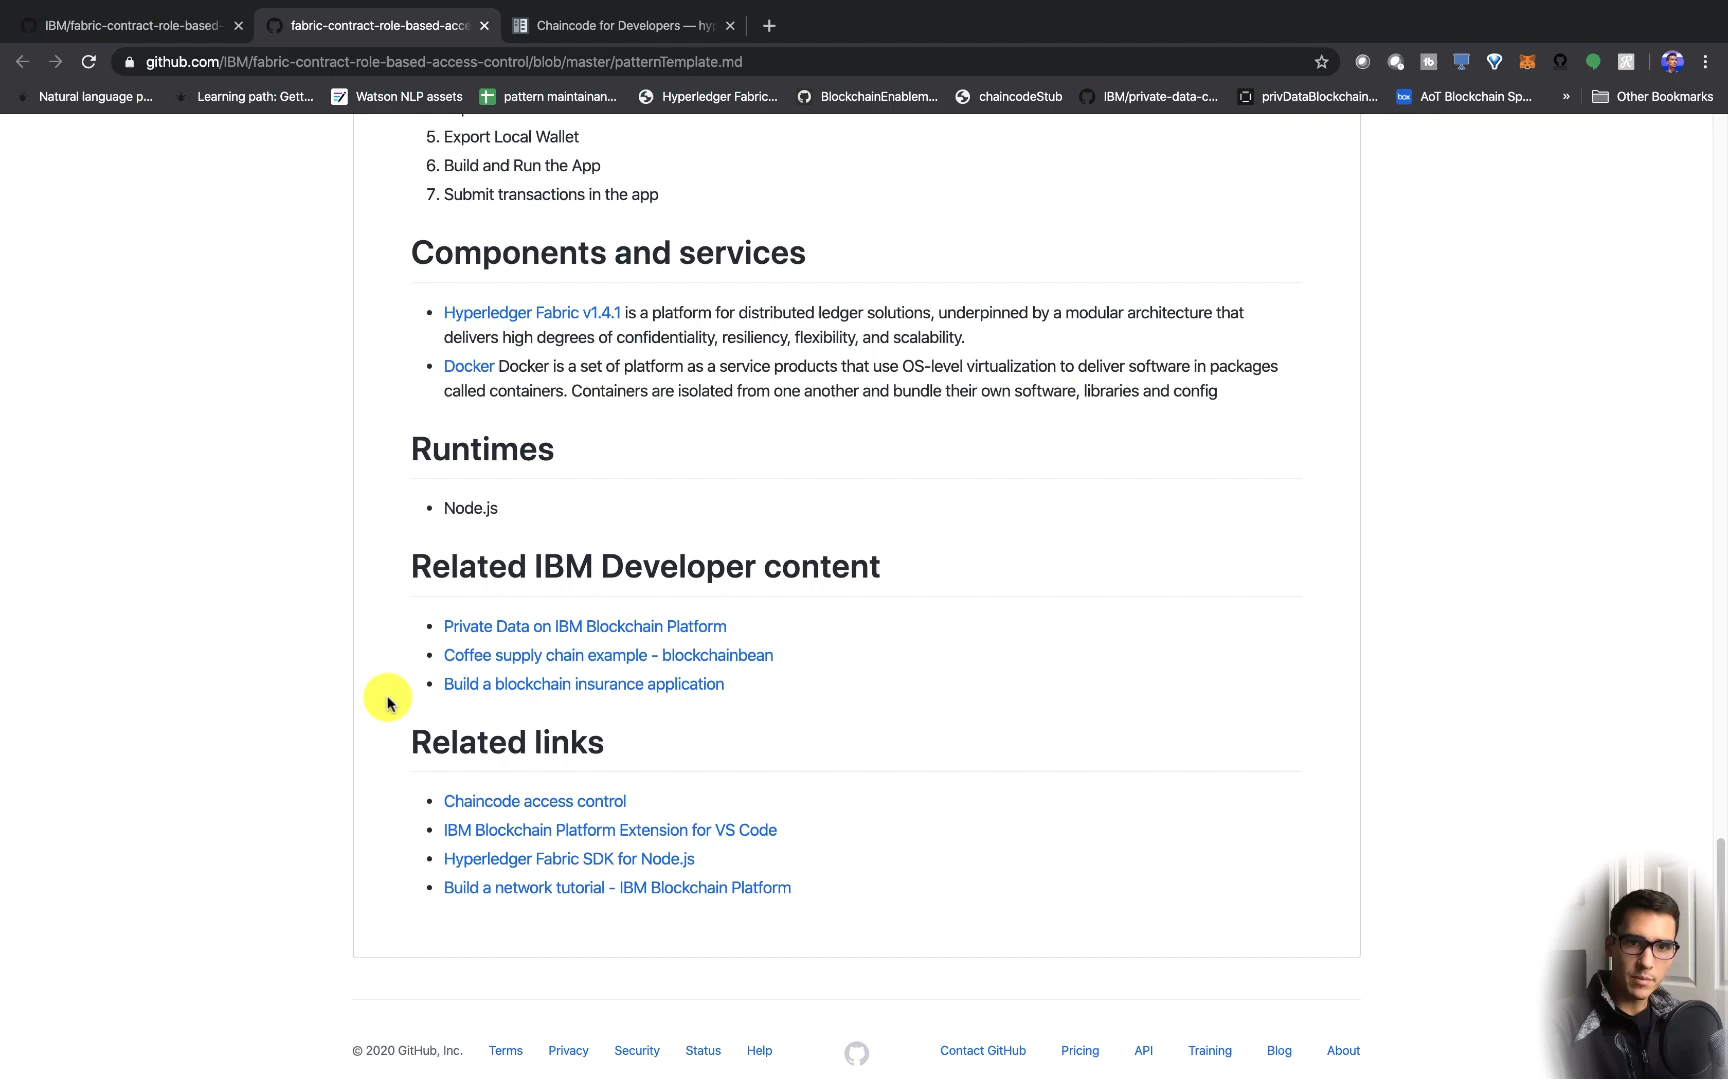 IBM/fabric-contract-role-based-
fabric-contract-role-based-acce
Chaincode for Developers — hyp
github.com/IBM/fabric-contract-role-based-access-control/blob/master/patternTemplate.md
Natural language p...
Learning path: Gett...
Watson NLP assets
pattern maintainan...
Hyperledger Fabric...
BlockchainEnablem...
chaincodeStub
IBM/private-data-c...
privDataBlockchain...
box
AoT Blockchain Sp...
»
Other Bookmarks
5. Export Local Wallet
6. Build and Run the App
7. Submit transactions in the app
Components and services
• Hyperledger Fabric v1.4.1 is a platform for distributed ledger solutions, underpinned by a modular architecture that
delivers high degrees of confidentiality, resiliency, flexibility, and scalability.
• Docker Docker is a set of platform as a service products that use OS-level virtualization to deliver software in packages
called containers. Containers are isolated from one another and bundle their own software, libraries and config
Runtimes
• Node.js
Related IBM Developer content
• Private Data on IBM Blockchain Platform
• Coffee supply chain example - blockchainbean
• Build a blockchain insurance application
Related links
• Chaincode access control
• IBM Blockchain Platform Extension for VS Code
• Hyperledger Fabric SDK for Node.js
• Build a network tutorial - IBM Blockchain Platform
© 2020 GitHub, Inc.
Terms
Privacy
Security
Status
Help
Contact GitHub
Pricing
API
Training
Blog
About